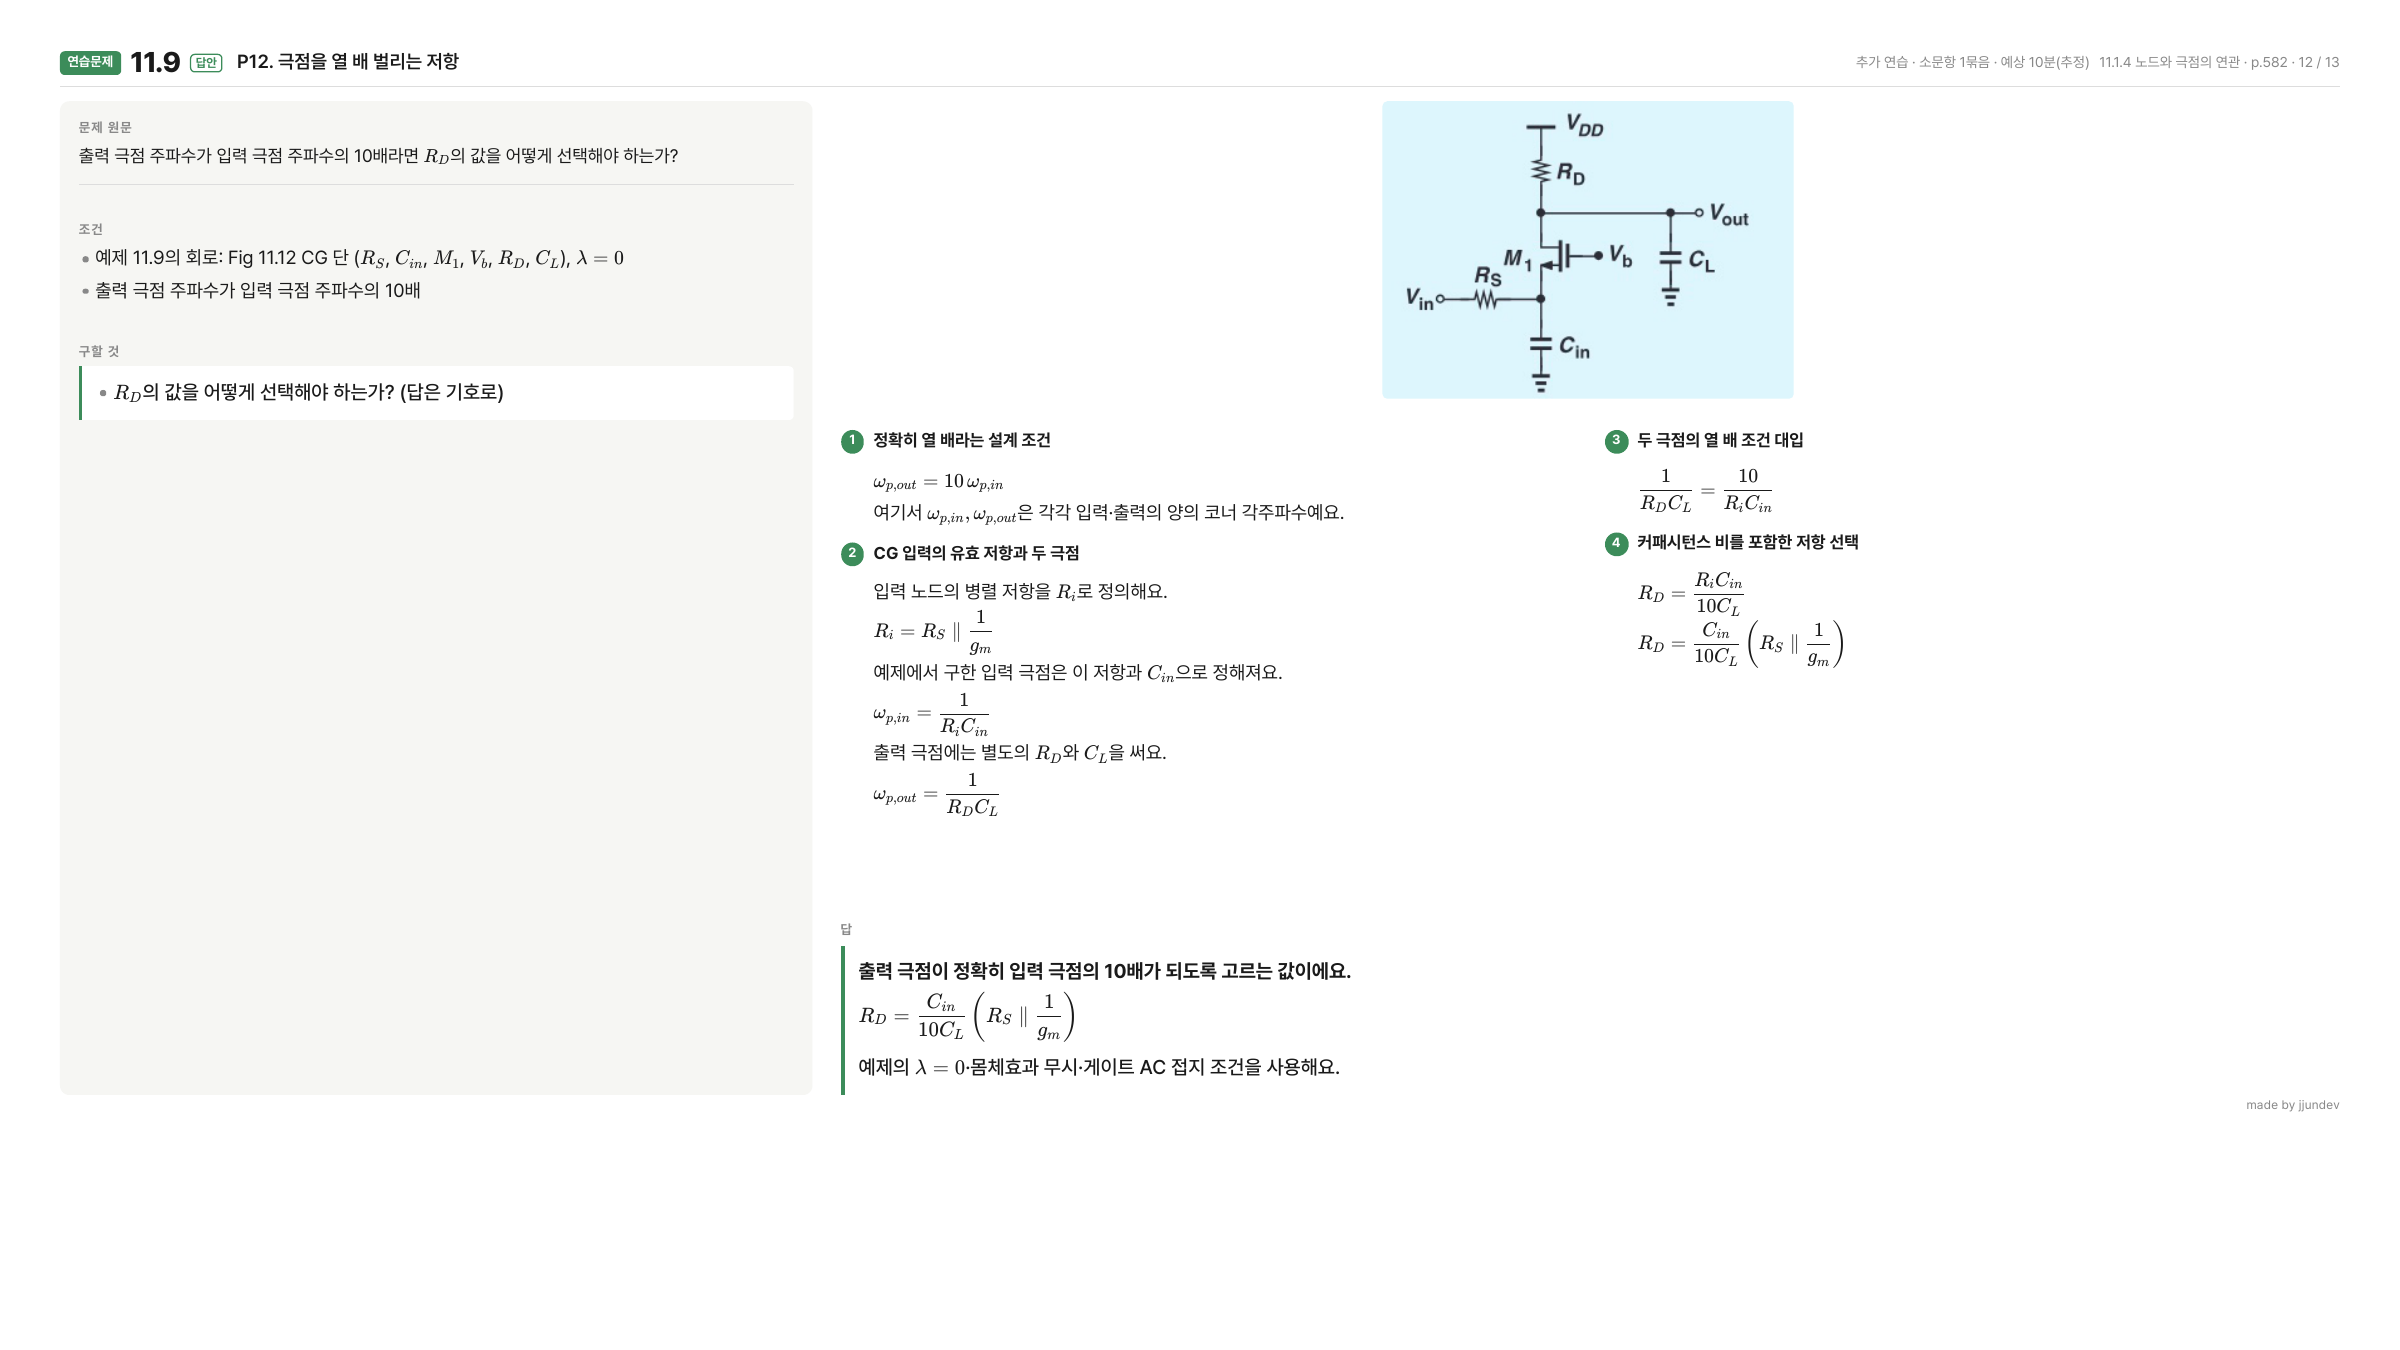 연습문제 11.9 답안 P12. 극점을 열 배 벌리는 저항
추가 연습 · 소문항 1묶음 · 예상 10분(추정) 11.1.4 노드와 극점의 연관 · p.582 · 12 / 13
문제 원문
출력 극점 주파수가 입력 극점 주파수의 10배라면 R_D의 값을 어떻게 선택해야 하는가?
조건
• 예제 11.9의 회로: Fig 11.12 CG 단 (R_S, C_in, M_1, V_b, R_D, C_L), λ = 0
• 출력 극점 주파수가 입력 극점 주파수의 10배
구할 것
• R_D의 값을 어떻게 선택해야 하는가? (답은 기호로)
V_DD
R_D
V_out
M_1
V_b
C_L
R_S
V_in
C_in
1 정확히 열 배라는 설계 조건
ω_{p,out} = 10 ω_{p,in}
여기서 ω_{p,in}, ω_{p,out}은 각각 입력·출력의 양의 코너 각주파수예요.
2 CG 입력의 유효 저항과 두 극점
입력 노드의 병렬 저항을 R_i로 정의해요.
R_i = R_S ∥ 1/g_m
예제에서 구한 입력 극점은 이 저항과 C_in으로 정해져요.
ω_{p,in} = 1/(R_i C_in)
출력 극점에는 별도의 R_D와 C_L을 써요.
ω_{p,out} = 1/(R_D C_L)
3 두 극점의 열 배 조건 대입
1/(R_D C_L) = 10/(R_i C_in)
4 커패시턴스 비를 포함한 저항 선택
R_D = R_i C_in/(10C_L)
R_D = C_in/(10C_L) (R_S ∥ 1/g_m)
답
출력 극점이 정확히 입력 극점의 10배가 되도록 고르는 값이에요.
R_D = C_in/(10C_L) (R_S ∥ 1/g_m)
예제의 λ = 0·몸체효과 무시·게이트 AC 접지 조건을 사용해요.
made by jjundev